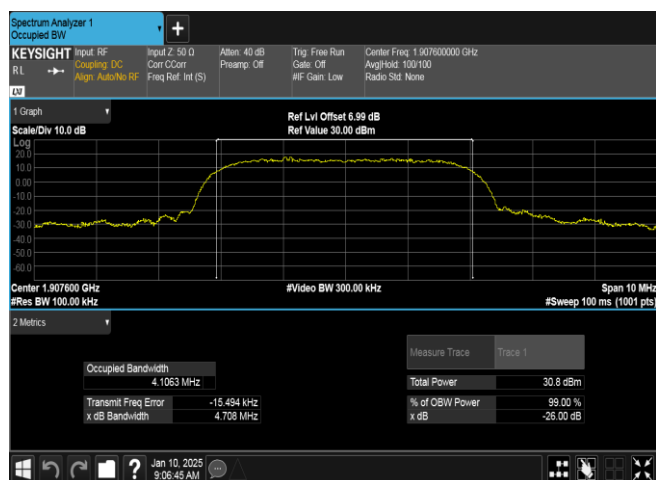 Spectrum Analyzer 1
Occupied BW
+
KEYSIGHT Input: RF Input Z: 50 Ω Atten: 40 dB Trig: Free Run Center Freq: 1.907600000 GHz
R L Coupling: DC Corr CCorr Preamp: Off Gate: Off Avg|Hold: 100/100
Align: Auto/No RF Freq Ref: Int (S) #IF Gain: Low Radio Std: None
LXI
1 Graph
Ref Lvl Offset 6.99 dB
Scale/Div 10.0 dB Ref Value 30.00 dBm
Log
20.0
10.0
0.00
-10.0
-20.0
-30.0
-40.0
-50.0
-60.0
Center 1.907600 GHz #Video BW 300.00 kHz Span 10 MHz
#Res BW 100.00 kHz #Sweep 100 ms (1001 pts)
2 Metrics
Measure Trace Trace 1
Occupied Bandwidth
4.1063 MHz
Total Power 30.8 dBm
Transmit Freq Error -15.494 kHz % of OBW Power 99.00 %
x dB Bandwidth 4.708 MHz x dB -26.00 dB
? Jan 10, 2025
9:06:45 AM